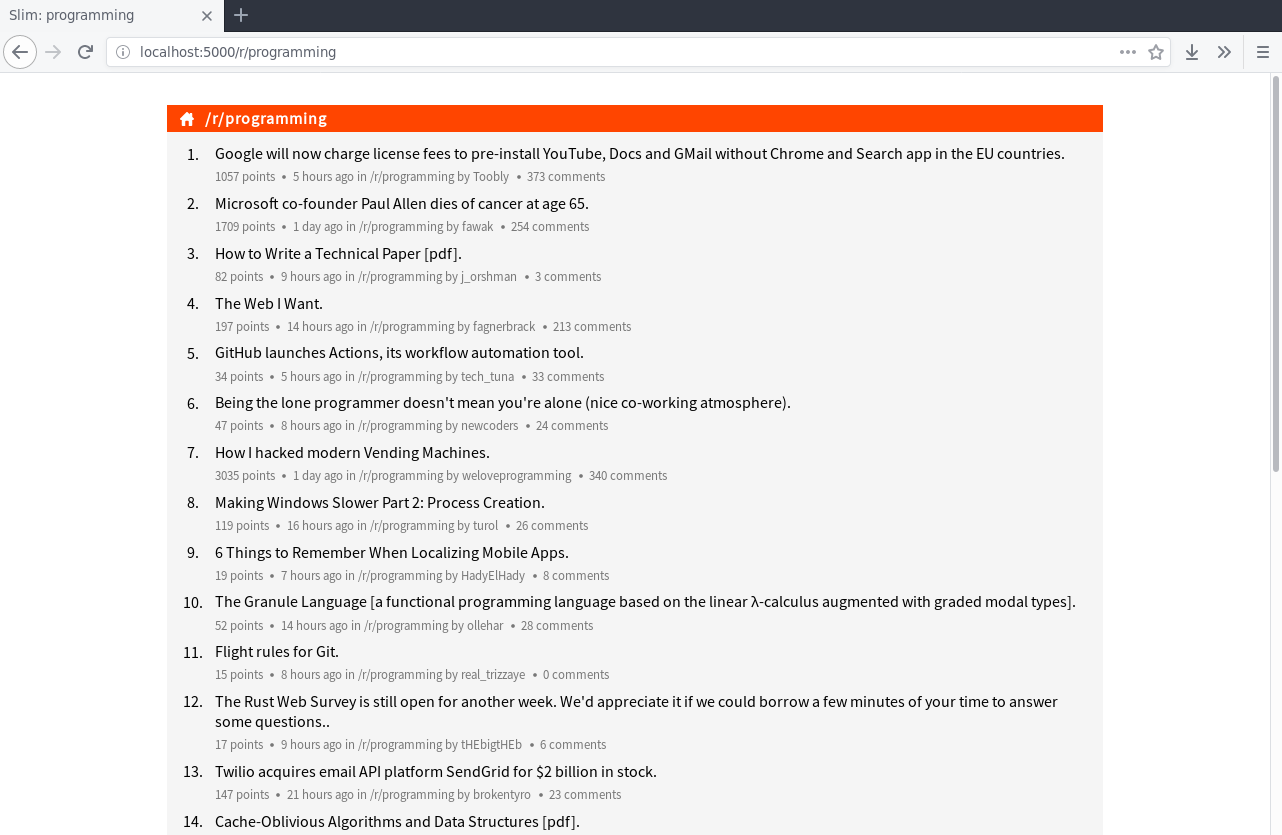 Slim: programming
localhost:5000/r/programming
/r/programming
1. Google will now charge license fees to pre-install YouTube, Docs and GMail without Chrome and Search app in the EU countries.
1057 points • 5 hours ago in /r/programming by Toobly • 373 comments
2. Microsoft co-founder Paul Allen dies of cancer at age 65.
1709 points • 1 day ago in /r/programming by fawak • 254 comments
3. How to Write a Technical Paper [pdf].
82 points • 9 hours ago in /r/programming by j_orshman • 3 comments
4. The Web I Want.
197 points • 14 hours ago in /r/programming by fagnerbrack • 213 comments
5. GitHub launches Actions, its workflow automation tool.
34 points • 5 hours ago in /r/programming by tech_tuna • 33 comments
6. Being the lone programmer doesn't mean you're alone (nice co-working atmosphere).
47 points • 8 hours ago in /r/programming by newcoders • 24 comments
7. How I hacked modern Vending Machines.
3035 points • 1 day ago in /r/programming by weloveprogramming • 340 comments
8. Making Windows Slower Part 2: Process Creation.
119 points • 16 hours ago in /r/programming by turol • 26 comments
9. 6 Things to Remember When Localizing Mobile Apps.
19 points • 7 hours ago in /r/programming by HadyElHady • 8 comments
10. The Granule Language [a functional programming language based on the linear λ-calculus augmented with graded modal types].
52 points • 14 hours ago in /r/programming by ollehar • 28 comments
11. Flight rules for Git.
15 points • 8 hours ago in /r/programming by real_trizzaye • 0 comments
12. The Rust Web Survey is still open for another week. We'd appreciate it if we could borrow a few minutes of your time to answer
some questions..
17 points • 9 hours ago in /r/programming by tHEbigtHEb • 6 comments
13. Twilio acquires email API platform SendGrid for $2 billion in stock.
147 points • 21 hours ago in /r/programming by brokentyro • 23 comments
14. Cache-Oblivious Algorithms and Data Structures [pdf].